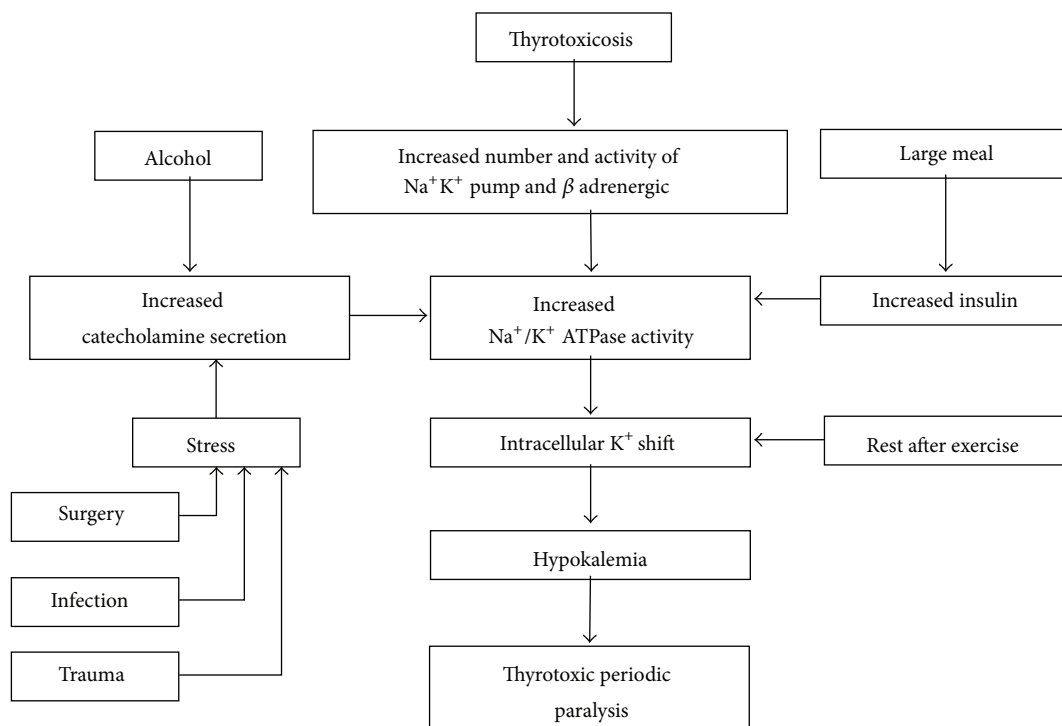 Thyrotoxicosis
Alcohol
Increased number and activity of
Na⁺K⁺ pump and β adrenergic
Large meal
Increased
catecholamine secretion
Increased
Na⁺/K⁺ ATPase activity
Increased insulin
Stress
Intracellular K⁺ shift
Rest after exercise
Surgery
Hypokalemia
Infection
Trauma
Thyrotoxic periodic
paralysis